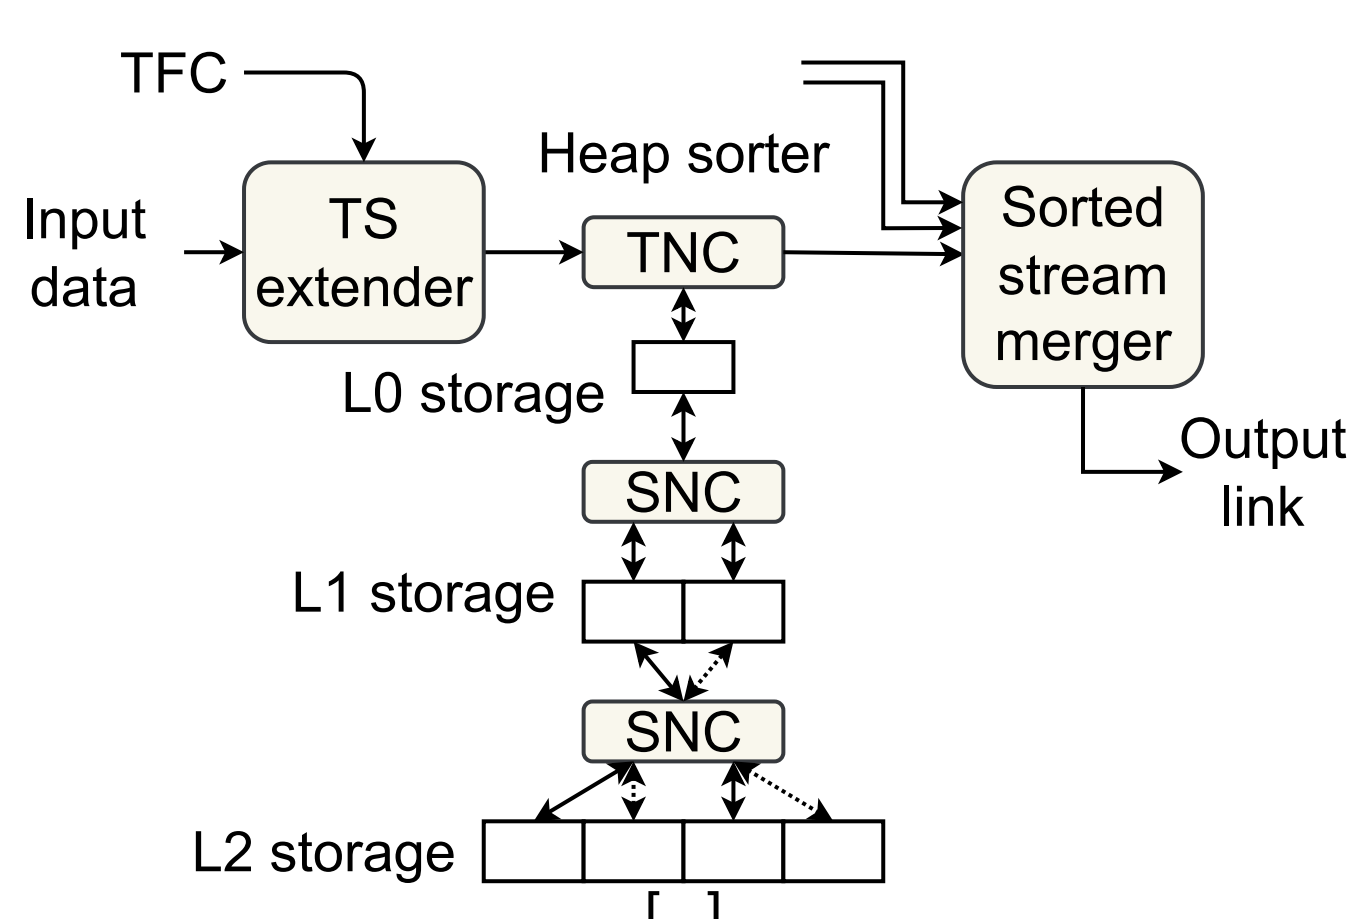 TFC
Heap sorter
Input
data
TS
extender
TNC
Sorted
stream
merger
L0 storage
SNC
Output
link
L1 storage
SNC
L2 storage
[ ]